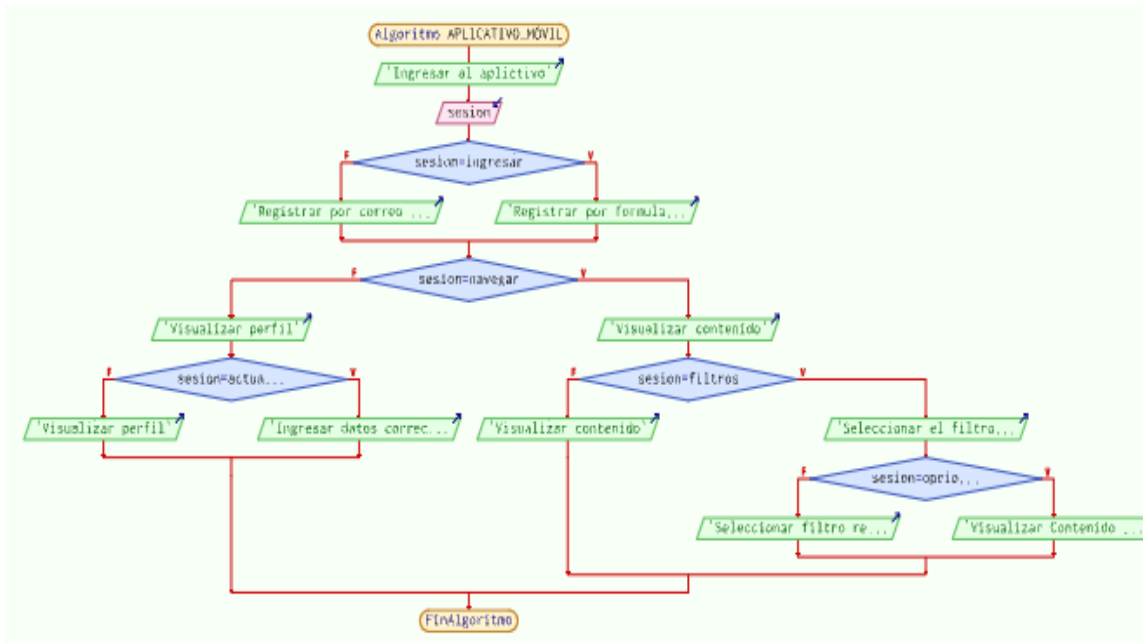 Algoritmo APLICATIVO_MÓVIL
'Ingresar al aplictivo'
sesion
sesion=ingresar
F
V
'Registrar por correo ...
'Registrar por formula...
sesion=navegar
F
V
'Visualizar perfil'
'Visualizar contenido'
sesion=actua...
F
V
sesion=filtros
F
V
'Visualizar perfil'
'Ingresar datos correc...
'Visualizar contenido'
'Seleccionar el filtro...
F
V
'Seleccionar filtro re...
'Visualizar Contenido ...
FinAlgoritmo